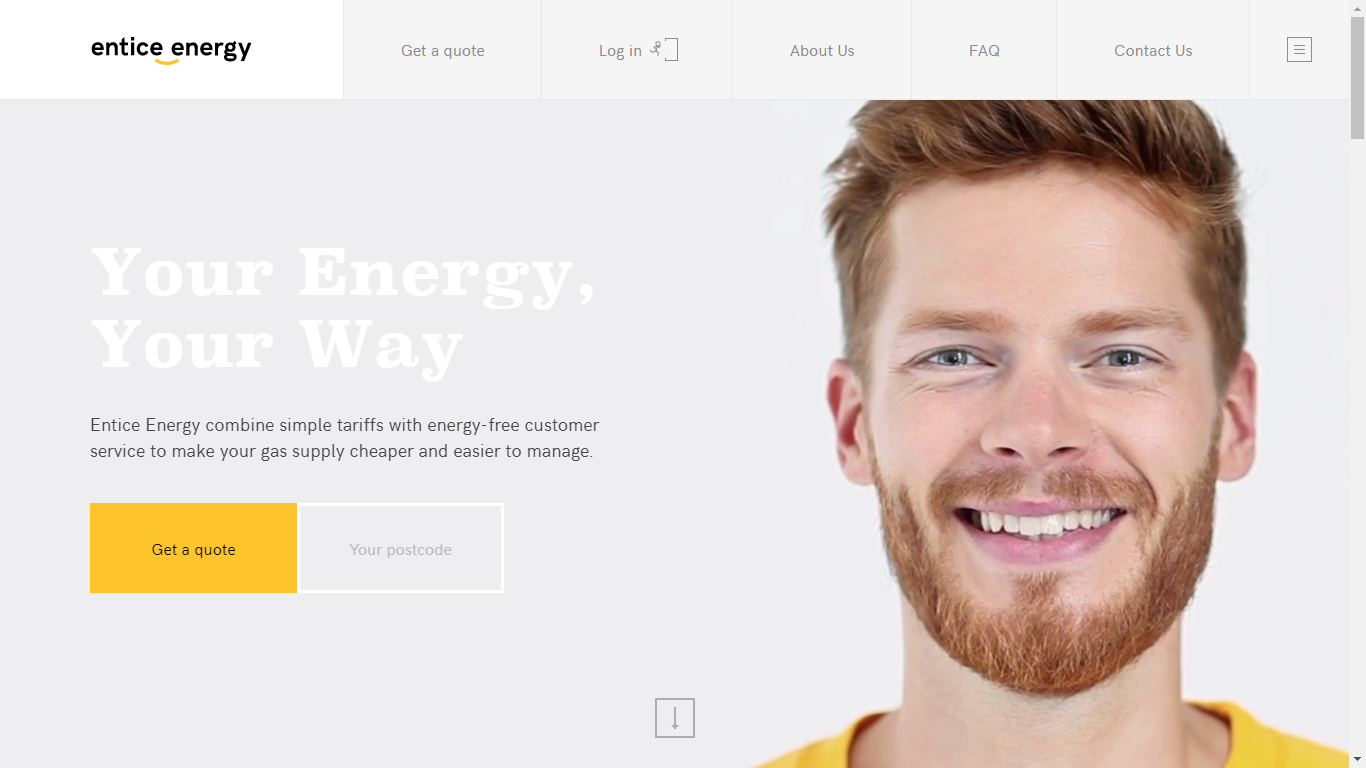 entice energy
Get a quote
Log in
About Us
FAQ
Contact Us
Your Energy,
Your Way
Entice Energy combine simple tariffs with energy-free customer
service to make your gas supply cheaper and easier to manage.
Get a quote
Your postcode